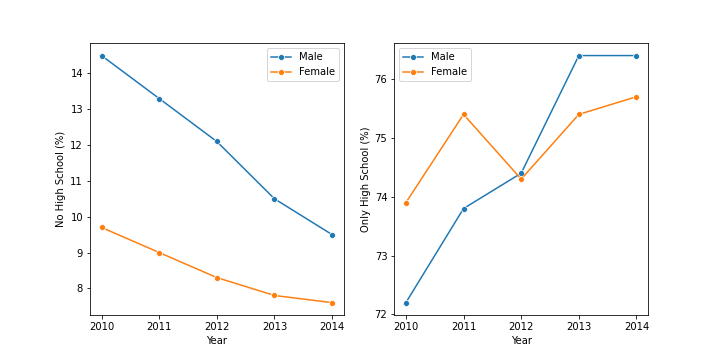 Male
Female
14
13
12
11
10
9
8
No High School (%)
2010 2011 2012 2013 2014
Year
Male
Female
76
75
74
73
72
Only High School (%)
2010 2011 2012 2013 2014
Year